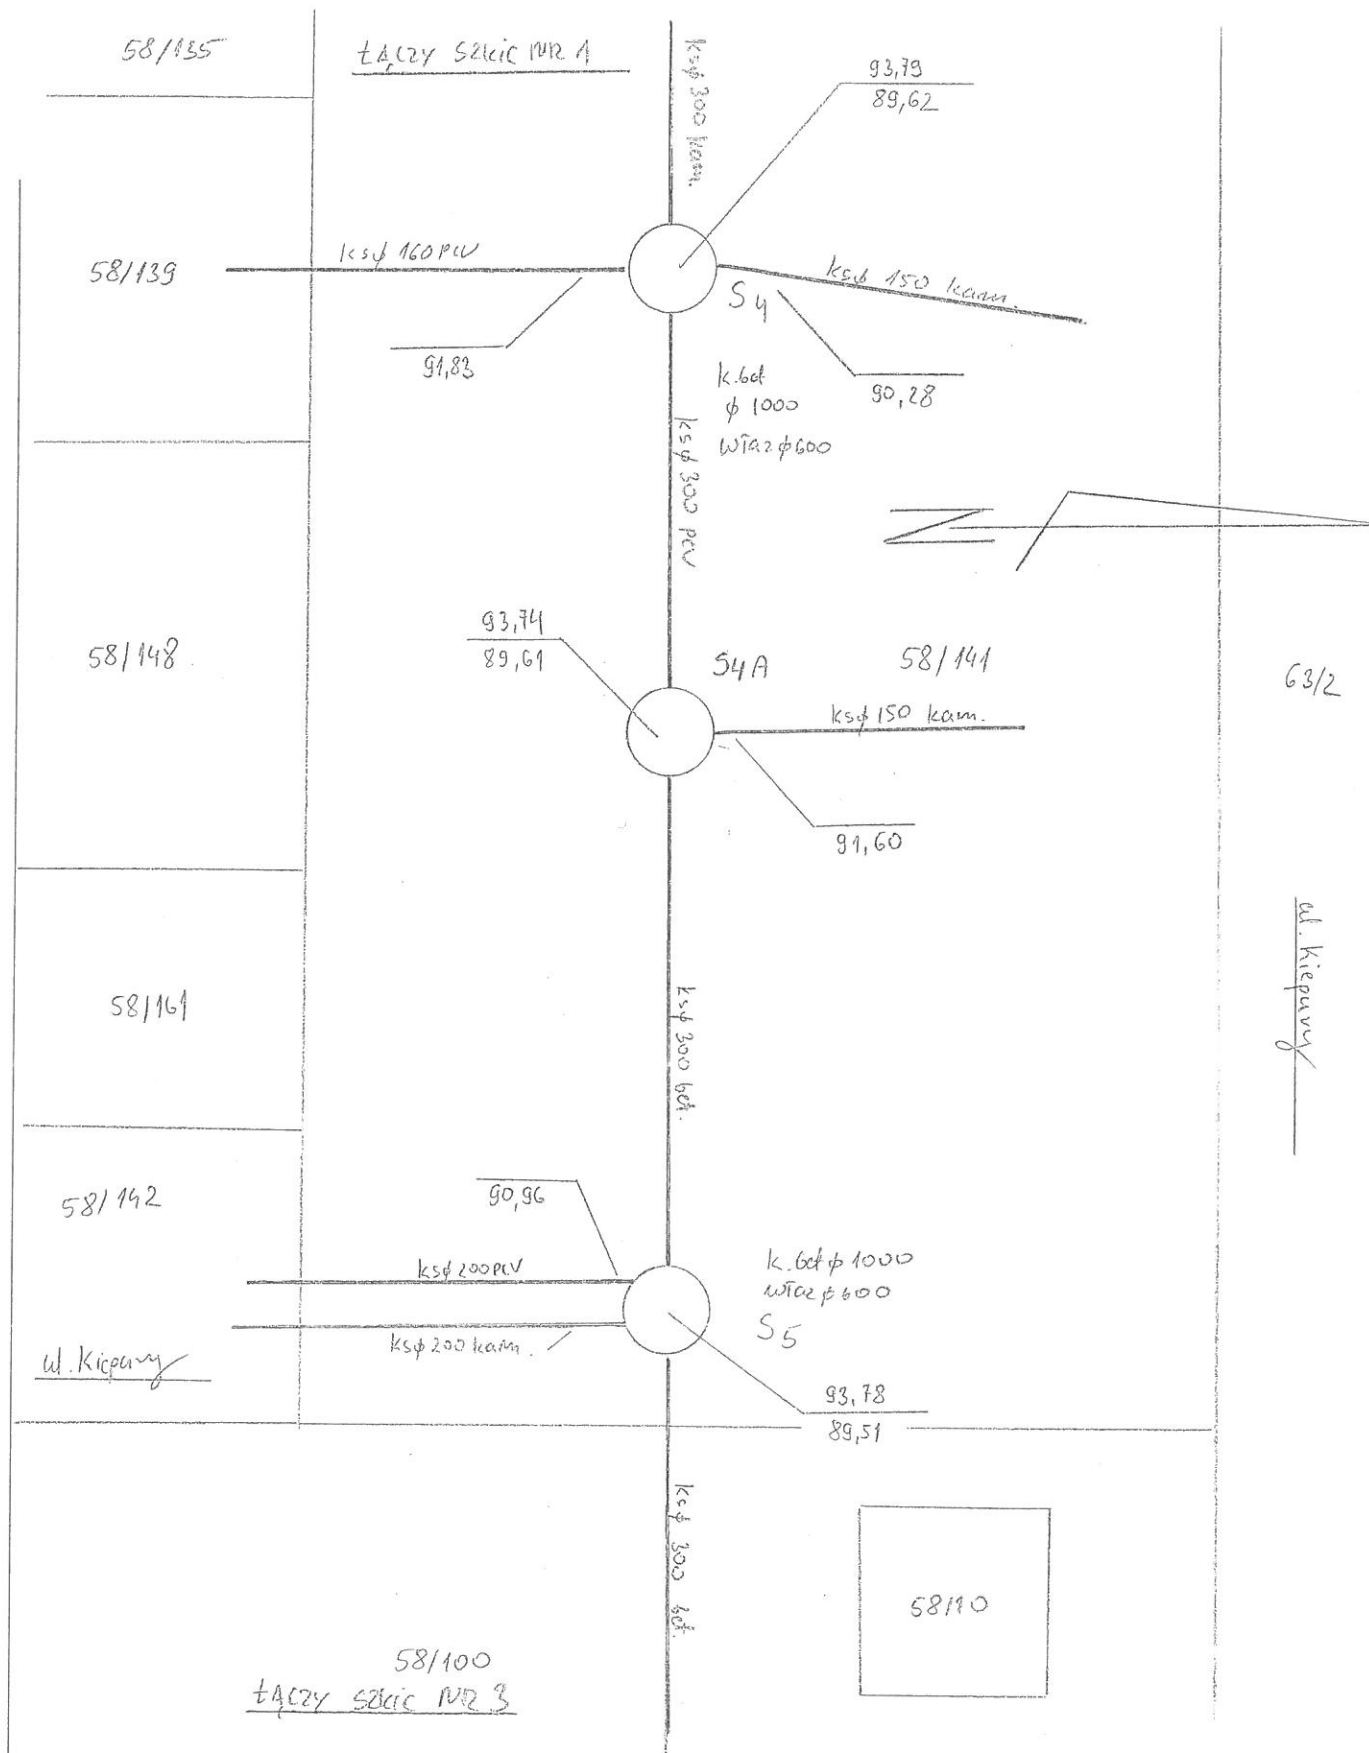 58/135
ŁĄCZY SZKIC NR 1
ksϕ 300 kam.
93,79
89,62
58/139
ksϕ 160 PCV
91,83
S4
ksϕ 150 kam.
90,28
k.bet
ϕ 1000
właz ϕ 600
ksϕ 300 pcv
58/148
93,74
89,61
S4A
58/141
63/2
ksϕ 150 kam.
91,60
58/161
ksϕ 300 bet.
ul. Kiepury
58/142
90,96
ksϕ 200 PCV
k.bet ϕ 1000
właz ϕ 600
S5
ksϕ 200 kam.
ul. Kiepury
93,78
89,51
ksϕ 300 bet.
58/10
58/100
ŁĄCZY SZKIC NR 3